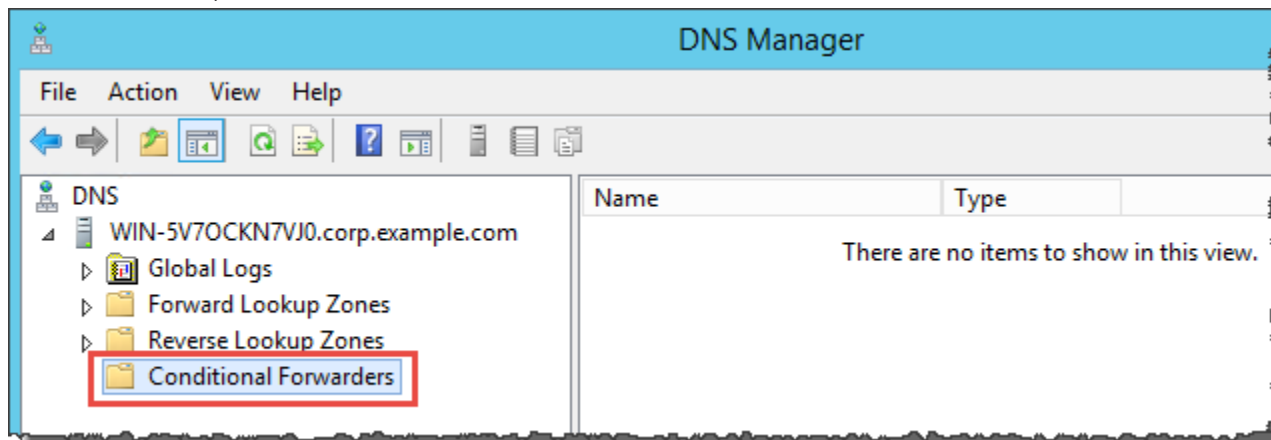 DNS Manager
File Action View Help
DNS
Name Type
WIN-5V7OCKN7VJ0.corp.example.com
There are no items to show in this view.
Global Logs
Forward Lookup Zones
Reverse Lookup Zones
Conditional Forwarders